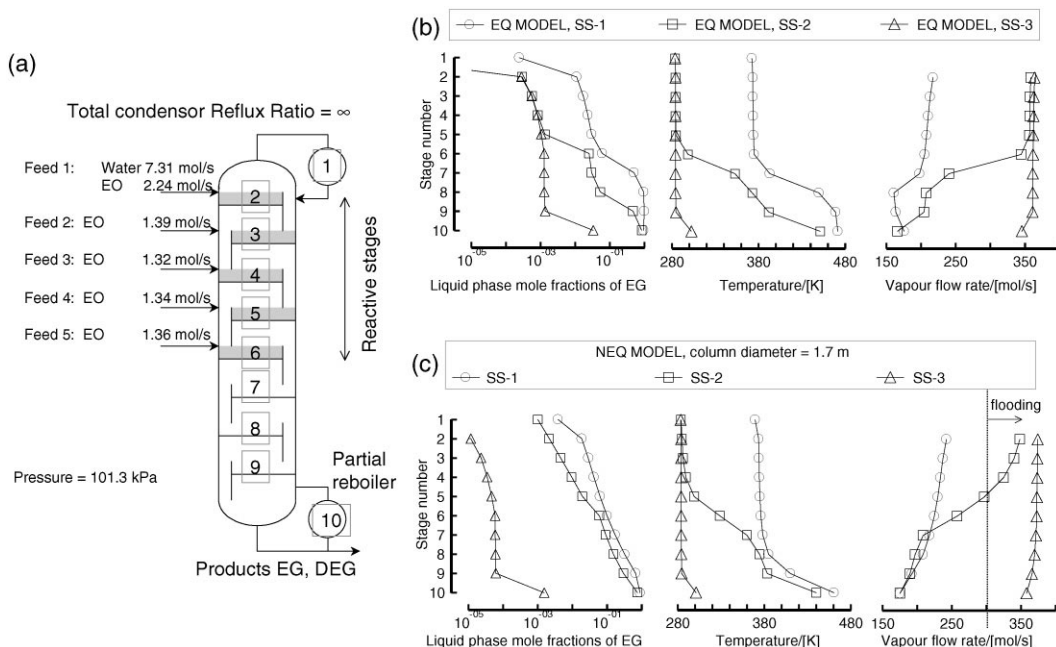 (a)
Total condensor Reflux Ratio = ∞
Feed 1: Water 7.31 mol/s
EO 2.24 mol/s
Feed 2: EO 1.39 mol/s
Feed 3: EO 1.32 mol/s
Feed 4: EO 1.34 mol/s
Feed 5: EO 1.36 mol/s
1
2
3
4
5
6
7
8
9
10
Reactive stages
Partial
reboiler
Pressure = 101.3 kPa
Products EG, DEG
(b)
EQ MODEL, SS-1 EQ MODEL, SS-2 EQ MODEL, SS-3
Stage number
1
2
3
4
5
6
7
8
9
10
10^-05 10^-03 10^-01
Liquid phase mole fractions of EG
280 380 480
Temperature/[K]
150 250 350
Vapour flow rate/[mol/s]
(c)
NEQ MODEL, column diameter = 1.7 m
SS-1 SS-2 SS-3
flooding
Stage number
1
2
3
4
5
6
7
8
9
10
10^-05 10^-03 10^-01
Liquid phase mole fractions of EG
280 380 480
Temperature/[K]
150 250 350
Vapour flow rate/[mol/s]